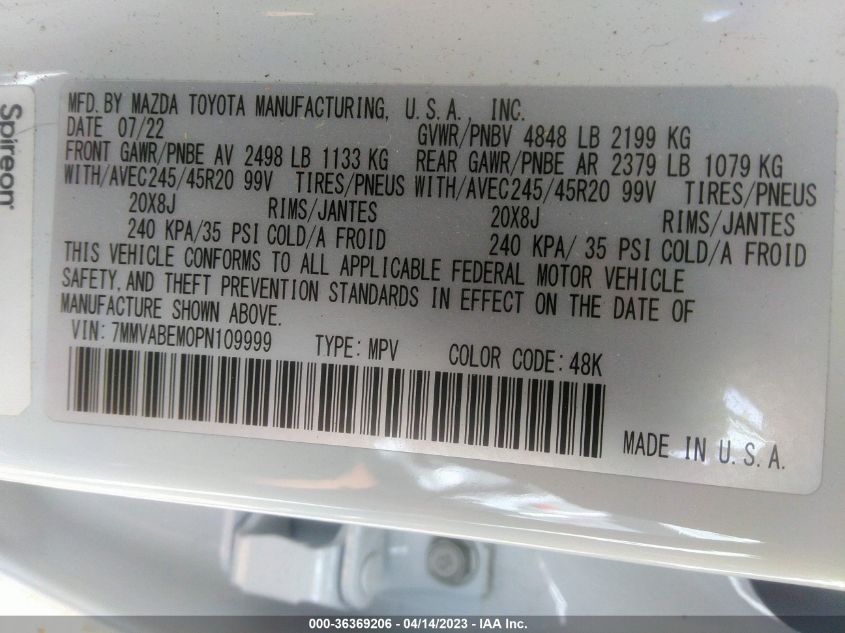 Spireon
MFD. BY MAZDA TOYOTA MANUFACTURING, U.S.A., INC.
DATE 07/22 GVWR/PNBV 4848 LB 2199 KG
FRONT GAWR/PNBE AV 2498 LB 1133 KG REAR GAWR/PNBE AR 2379 LB 1079 KG
WITH/AVEC245/45R20 99V TIRES/PNEUS WITH/AVEC245/45R20 99V TIRES/PNEUS
20X8J RIMS/JANTES 20X8J RIMS/JANTES
240 KPA/35 PSI COLD/A FROID 240 KPA/ 35 PSI COLD/A FROID
THIS VEHICLE CONFORMS TO ALL APPLICABLE FEDERAL MOTOR VEHICLE
SAFETY, AND THEFT PREVENTION STANDARDS IN EFFECT ON THE DATE OF
MANUFACTURE SHOWN ABOVE.
VIN: 7MMVABEM0PN109999 TYPE: MPV COLOR CODE: 48K
MADE IN U.S.A.
000-36369206 - 04/14/2023 - IAA Inc.